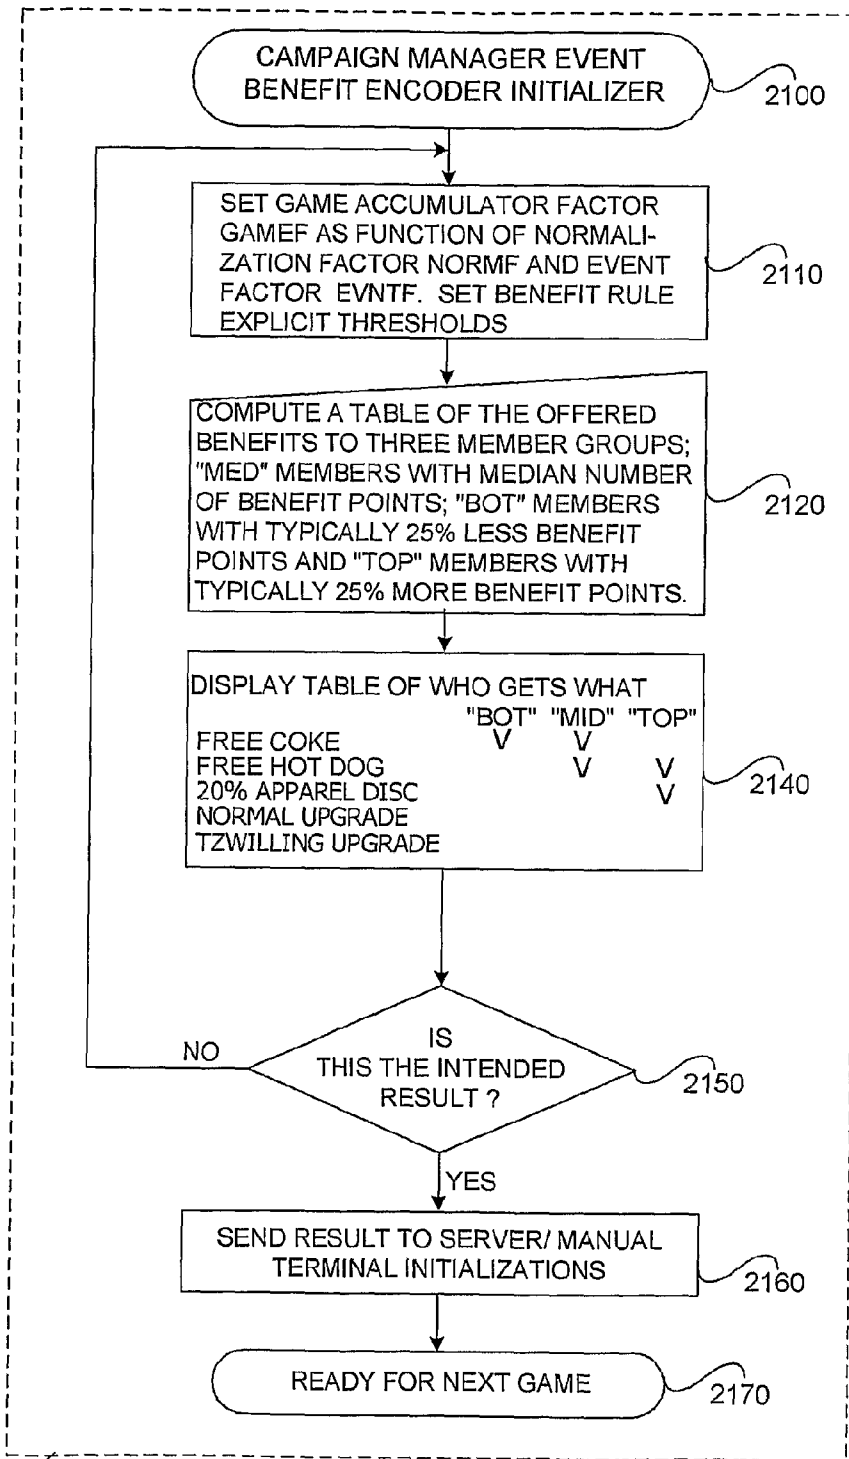 CAMPAIGN MANAGER EVENT
BENEFIT ENCODER INITIALIZER
2100
SET GAME ACCUMULATOR FACTOR
GAMEF AS FUNCTION OF NORMALI-
ZATION FACTOR NORMF AND EVENT
FACTOR EVNTF. SET BENEFIT RULE
EXPLICIT THRESHOLDS
2110
COMPUTE A TABLE OF THE OFFERED
BENEFITS TO THREE MEMBER GROUPS;
"MED" MEMBERS WITH MEDIAN NUMBER
OF BENEFIT POINTS; "BOT" MEMBERS
WITH TYPICALLY 25% LESS BENEFIT
POINTS AND "TOP" MEMBERS WITH
TYPICALLY 25% MORE BENEFIT POINTS.
2120
DISPLAY TABLE OF WHO GETS WHAT
"BOT" "MID" "TOP"
FREE COKE V V
FREE HOT DOG V V
20% APPAREL DISC V
NORMAL UPGRADE
TZWILLING UPGRADE
2140
IS
THIS THE INTENDED
RESULT ?
2150
NO
YES
SEND RESULT TO SERVER/ MANUAL
TERMINAL INITIALIZATIONS
2160
READY FOR NEXT GAME
2170